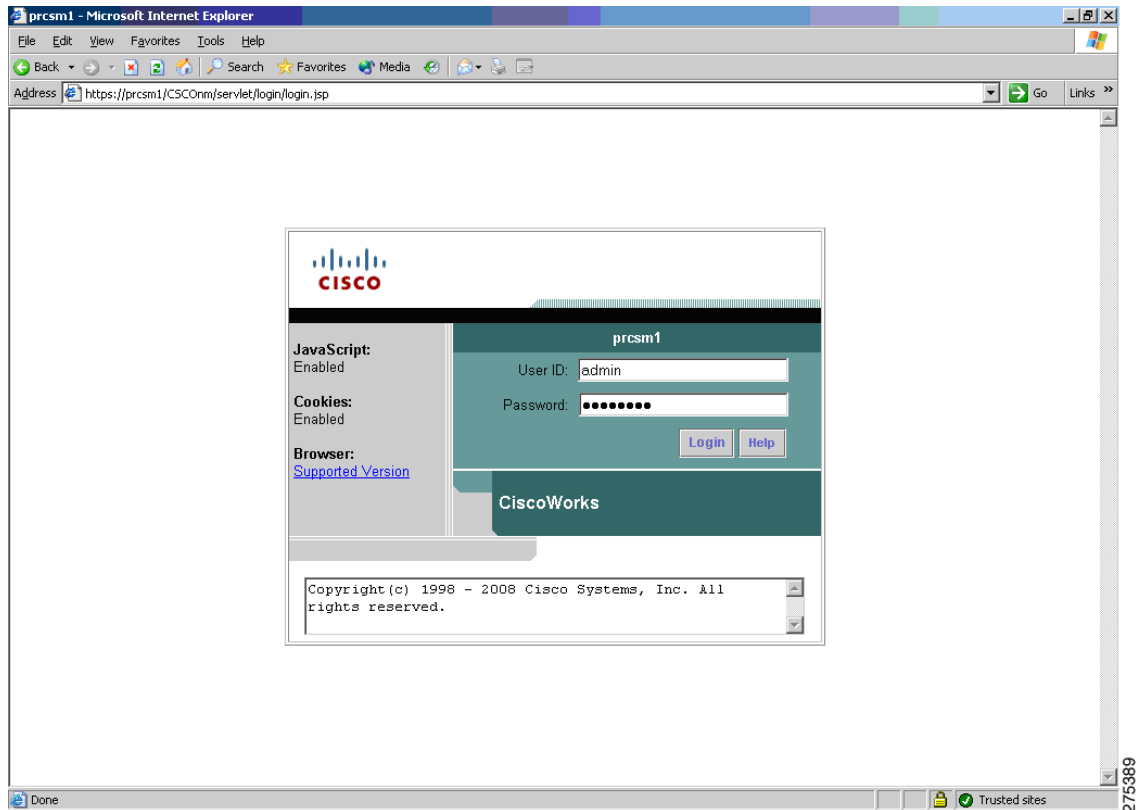 prcsm1 - Microsoft Internet Explorer
File Edit View Favorites Tools Help
Back Search Favorites Media
Address https://prcsm1/CSCOnm/servlet/login/login.jsp Go Links »
CISCO
prcsm1
JavaScript:
Enabled
User ID: admin
Cookies:
Enabled
Password: ●●●●●●●●
Login Help
Browser:
Supported Version
CiscoWorks
Copyright(c) 1998 - 2008 Cisco Systems, Inc. All
rights reserved.
Done Trusted sites
275389